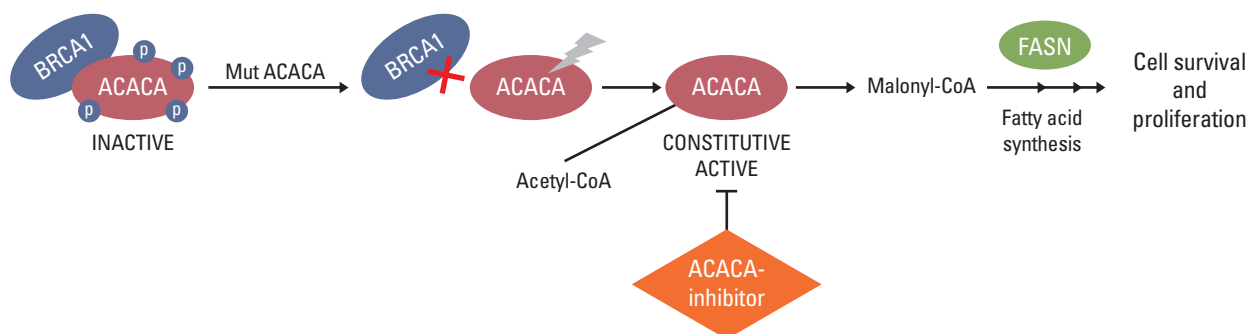 BRCA1
p
p
ACACA
p
p
INACTIVE
Mut ACACA
BRCA1
ACACA
ACACA
CONSTITUTIVE
ACTIVE
Acetyl-CoA
ACACA-
inhibitor
Malonyl-CoA
FASN
Fatty acid
synthesis
Cell survival
and
proliferation